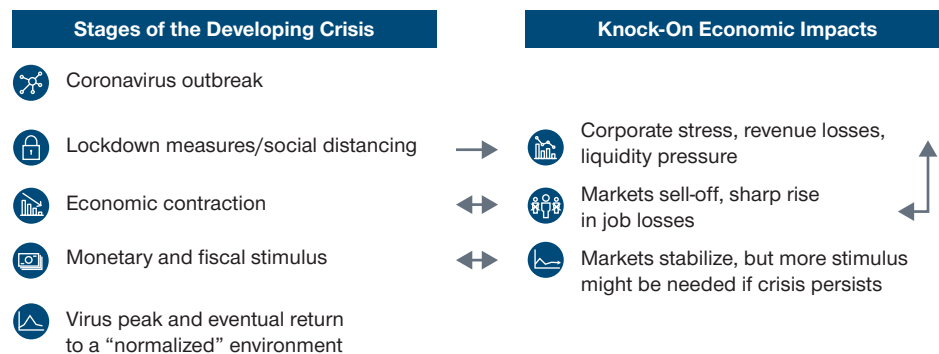 Stages of the Developing Crisis
Knock-On Economic Impacts
Coronavirus outbreak
Lockdown measures/social distancing
Corporate stress, revenue losses,
liquidity pressure
Economic contraction
Markets sell-off, sharp rise
in job losses
Monetary and fiscal stimulus
Markets stabilize, but more stimulus
might be needed if crisis persists
Virus peak and eventual return
to a “normalized” environment